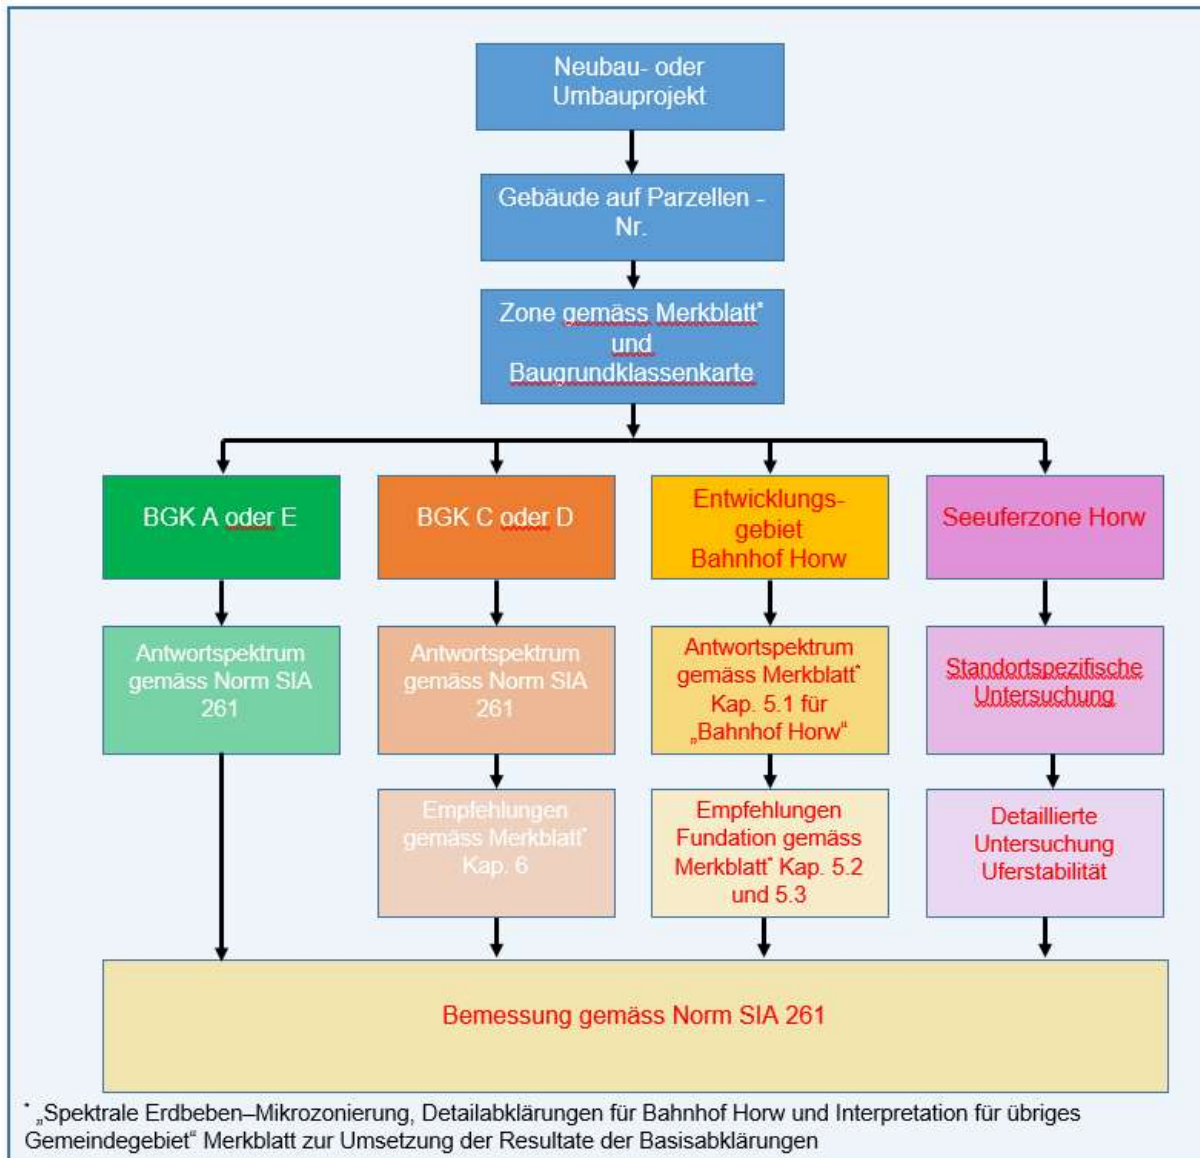 Neubau- oder
Umbauprojekt
Gebäude auf Parzellen -
Nr.
Zone gemäss Merkblatt*
und
Baugrundklassenkarte
BGK A oder E
BGK C oder D
Entwicklungs-
gebiet
Bahnhof Horw
Seeuferzone Horw
Antwortspektrum
gemäss Norm SIA
261
Antwortspektrum
gemäss Norm SIA
261
Antwortspektrum
gemäss Merkblatt*
Kap. 5.1 für
„Bahnhof Horw“
Standortspezifische
Untersuchung
Empfehlungen
gemäss Merkblatt*
Kap. 6
Empfehlungen
Fundation gemäss
Merkblatt* Kap. 5.2
und 5.3
Detaillierte
Untersuchung
Uferstabilität
Bemessung gemäss Norm SIA 261
* „Spektrale Erdbeben–Mikrozonierung, Detailabklärungen für Bahnhof Horw und Interpretation für übriges
Gemeindegebiet“ Merkblatt zur Umsetzung der Resultate der Basisabklärungen